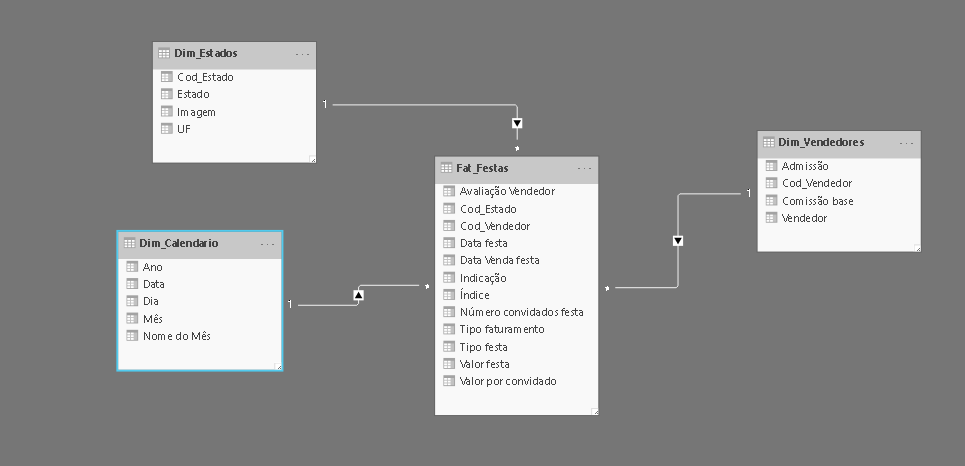 Dim_Estados
Cod_Estado
Estado
Imagem
UF
1
*
Dim_Calendario
Ano
Data
Dia
Mês
Nome do Mês
1
*
Fat_Festas
Avaliação Vendedor
Cod_Estado
Cod_Vendedor
Data festa
Data Venda festa
Indicação
Índice
Número convidados festa
Tipo faturamento
Tipo festa
Valor festa
Valor por convidado
*
1
Dim_Vendedores
Admissão
Cod_Vendedor
Comissão base
Vendedor